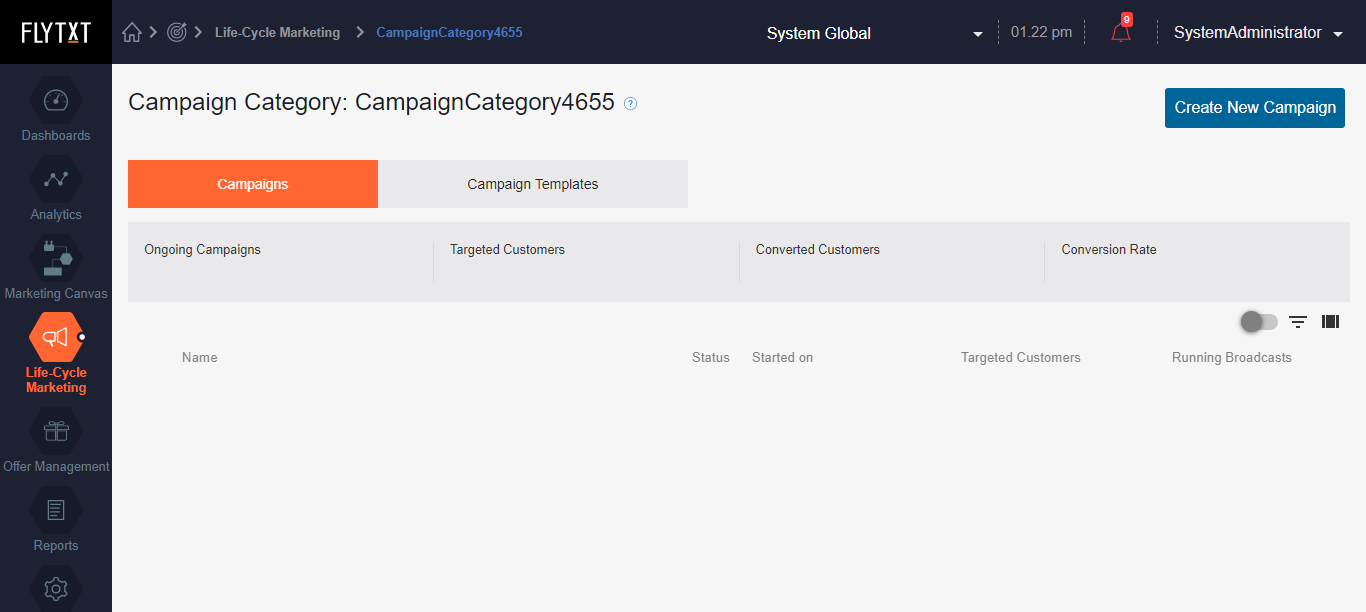 FLYTXT
Life-Cycle Marketing
CampaignCategory4655
System Global
01.22 pm
9
SystemAdministrator
Dashboards
Analytics
Marketing Canvas
Life-Cycle
Marketing
Offer Management
Reports
Campaign Category: CampaignCategory4655 ?
Create New Campaign
Campaigns
Campaign Templates
Ongoing Campaigns
Targeted Customers
Converted Customers
Conversion Rate
Name
Status
Started on
Targeted Customers
Running Broadcasts